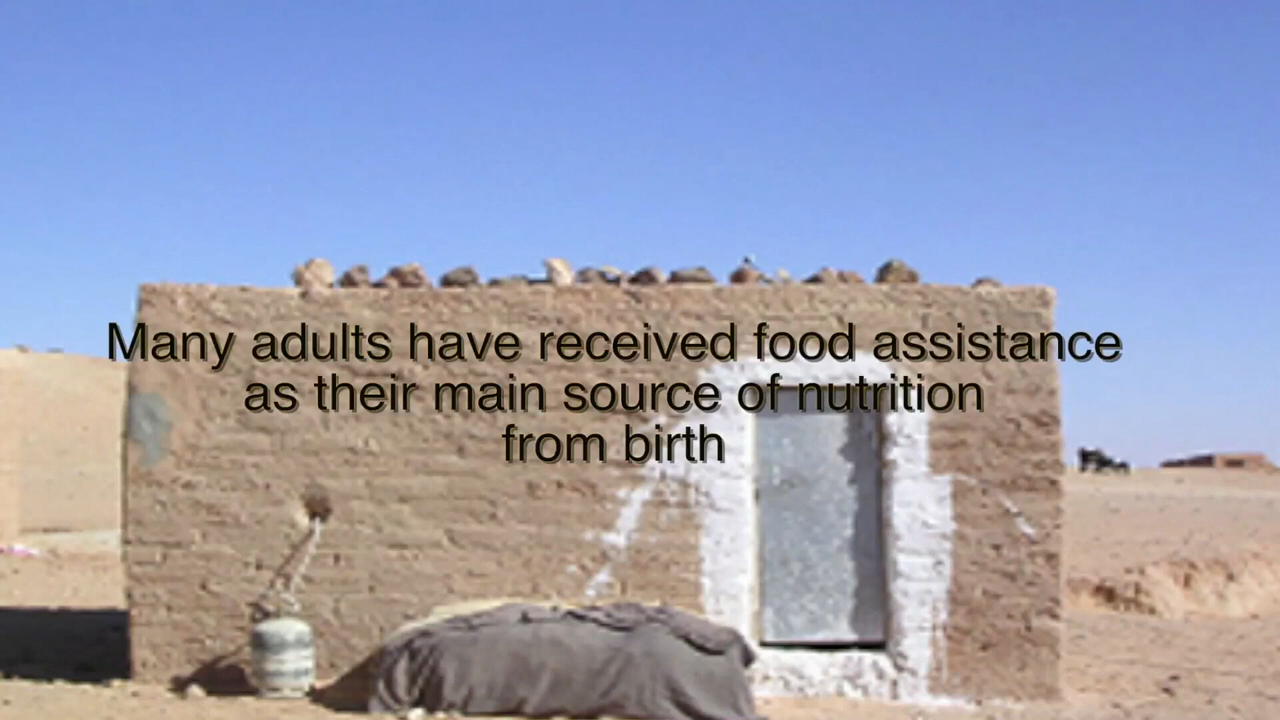 Many adults have received food assistance
as their main source of nutrition
from birth